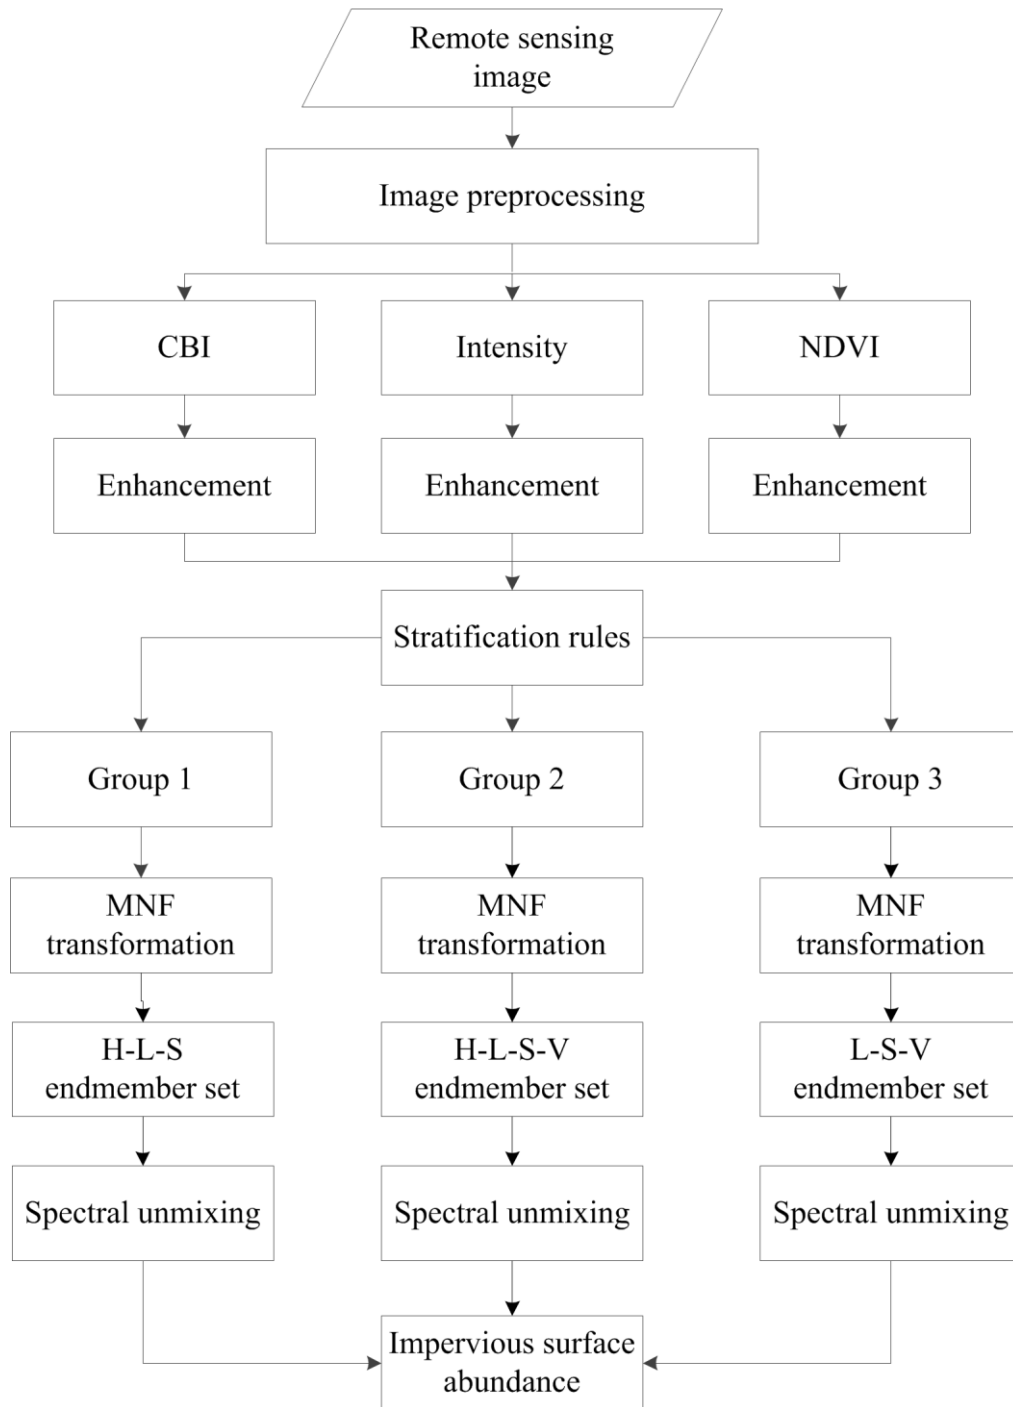 Remote sensing
image
Image preprocessing
CBI
Intensity
NDVI
Enhancement
Enhancement
Enhancement
Stratification rules
Group 1
Group 2
Group 3
MNF
transformation
MNF
transformation
MNF
transformation
H-L-S
endmember set
H-L-S-V
endmember set
L-S-V
endmember set
Spectral unmixing
Spectral unmixing
Spectral unmixing
Impervious surface
abundance